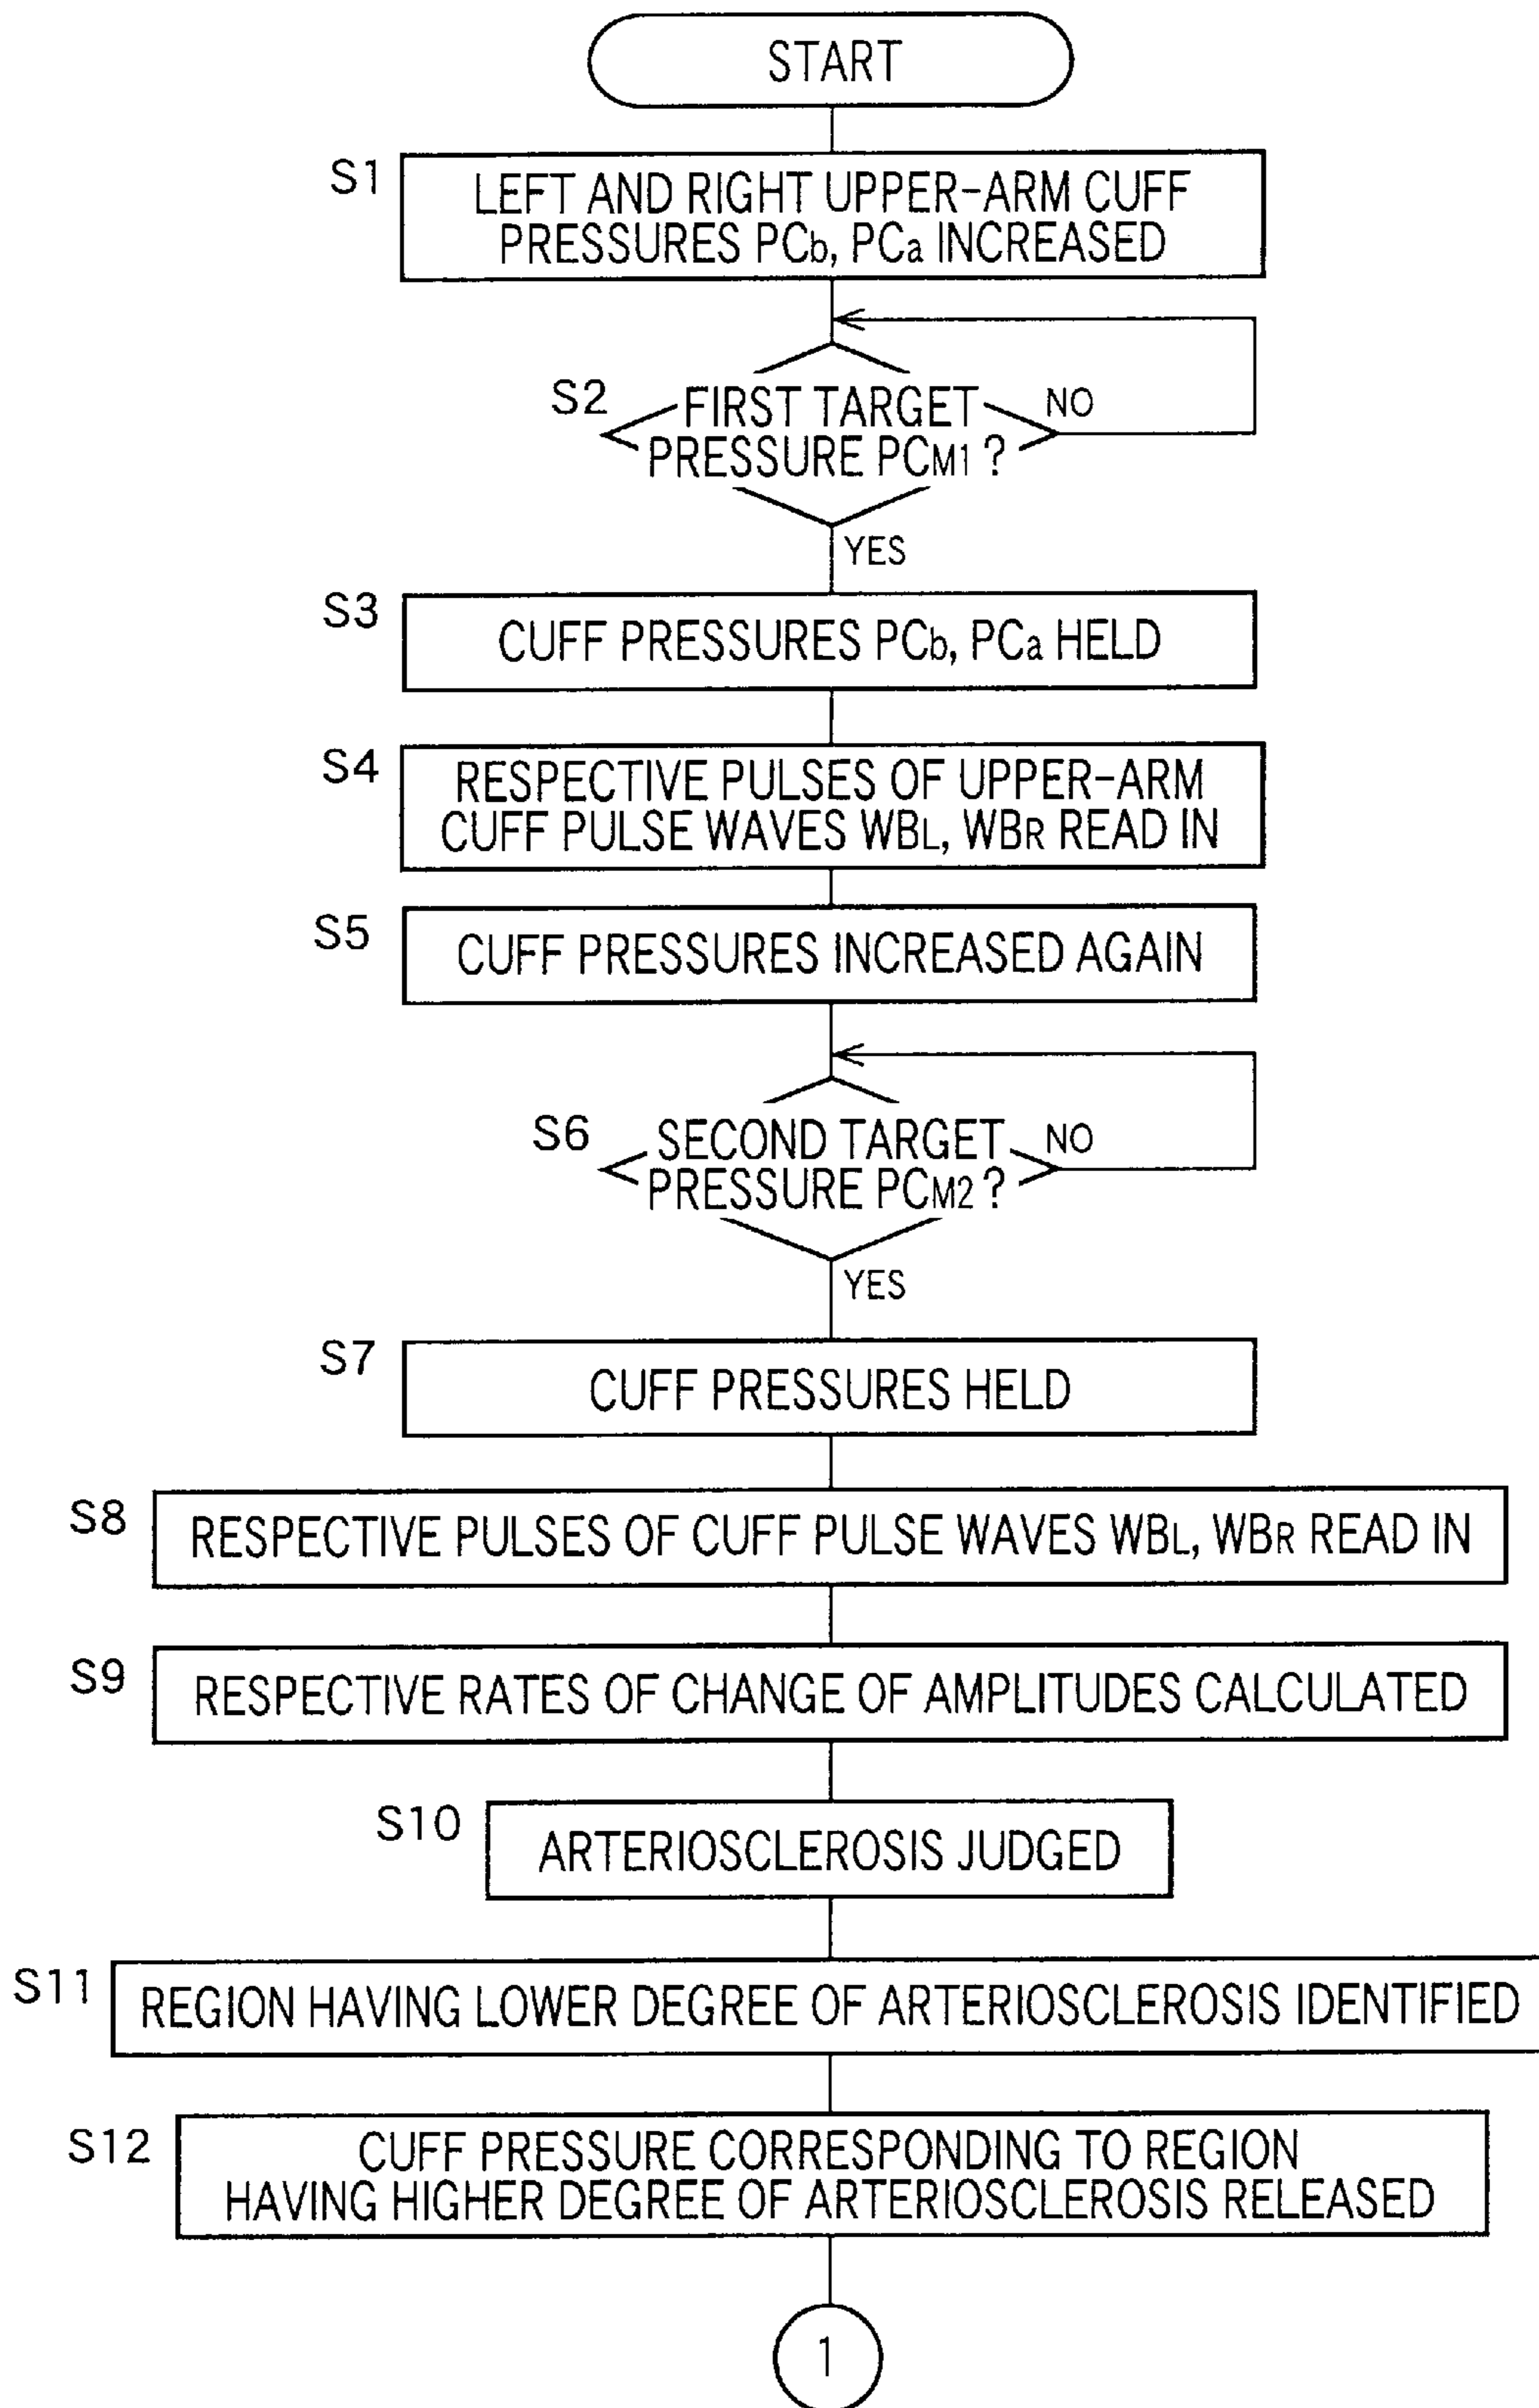 START
S1
LEFT AND RIGHT UPPER-ARM CUFF
PRESSURES PCb, PCa INCREASED
S2
FIRST TARGET
PRESSURE PCM1 ?
NO
YES
S3
CUFF PRESSURES PCb, PCa HELD
S4
RESPECTIVE PULSES OF UPPER-ARM
CUFF PULSE WAVES WBL, WBR READ IN
S5
CUFF PRESSURES INCREASED AGAIN
S6
SECOND TARGET
PRESSURE PCM2 ?
NO
YES
S7
CUFF PRESSURES HELD
S8
RESPECTIVE PULSES OF CUFF PULSE WAVES WBL, WBR READ IN
S9
RESPECTIVE RATES OF CHANGE OF AMPLITUDES CALCULATED
S10
ARTERIOSCLEROSIS JUDGED
S11
REGION HAVING LOWER DEGREE OF ARTERIOSCLEROSIS IDENTIFIED
S12
CUFF PRESSURE CORRESPONDING TO REGION
HAVING HIGHER DEGREE OF ARTERIOSCLEROSIS RELEASED
1